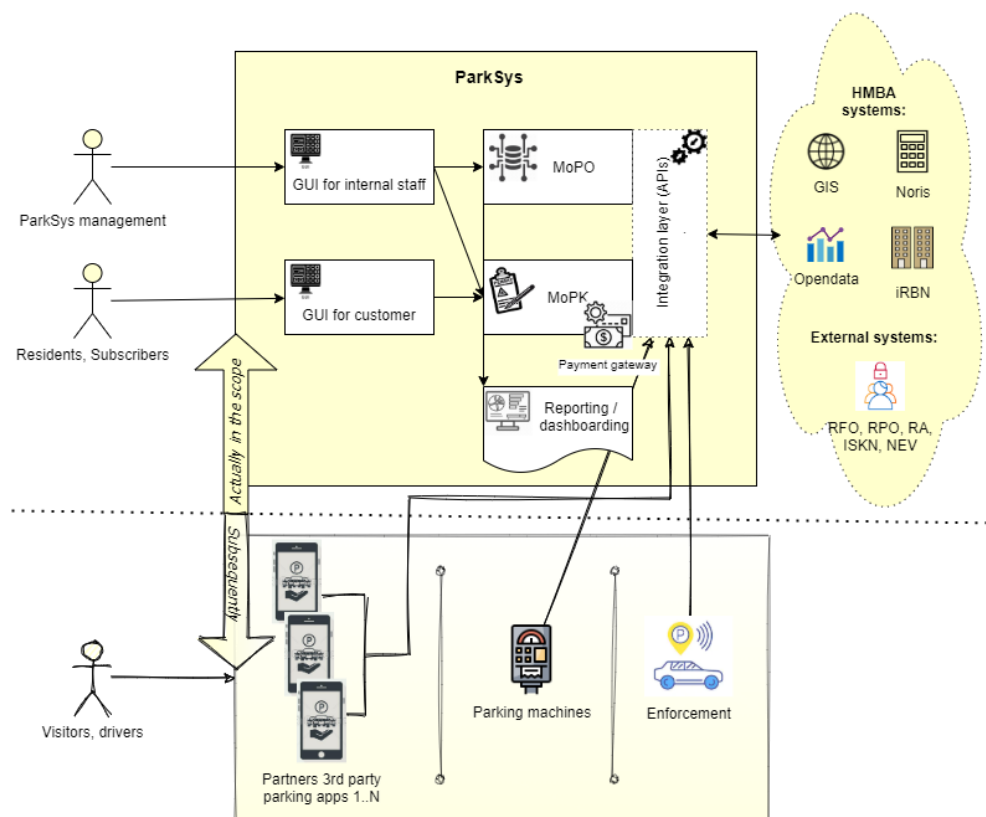 ParkSys
HMBA
systems:
GUI for internal staff
MoPO
Integration layer (APIs)
GIS
Noris
ParkSys management
GUI for customer
MoPK
Opendata
iRBN
Residents, Subscribers
$
Payment gateway
External systems:
Reporting /
dashboarding
RFO, RPO, RA,
ISKN, NEV
Actually in the scope
Subsequently
P
P
P
P
Visitors, drivers
Parking machines
Enforcement
Partners 3rd party
parking apps 1..N